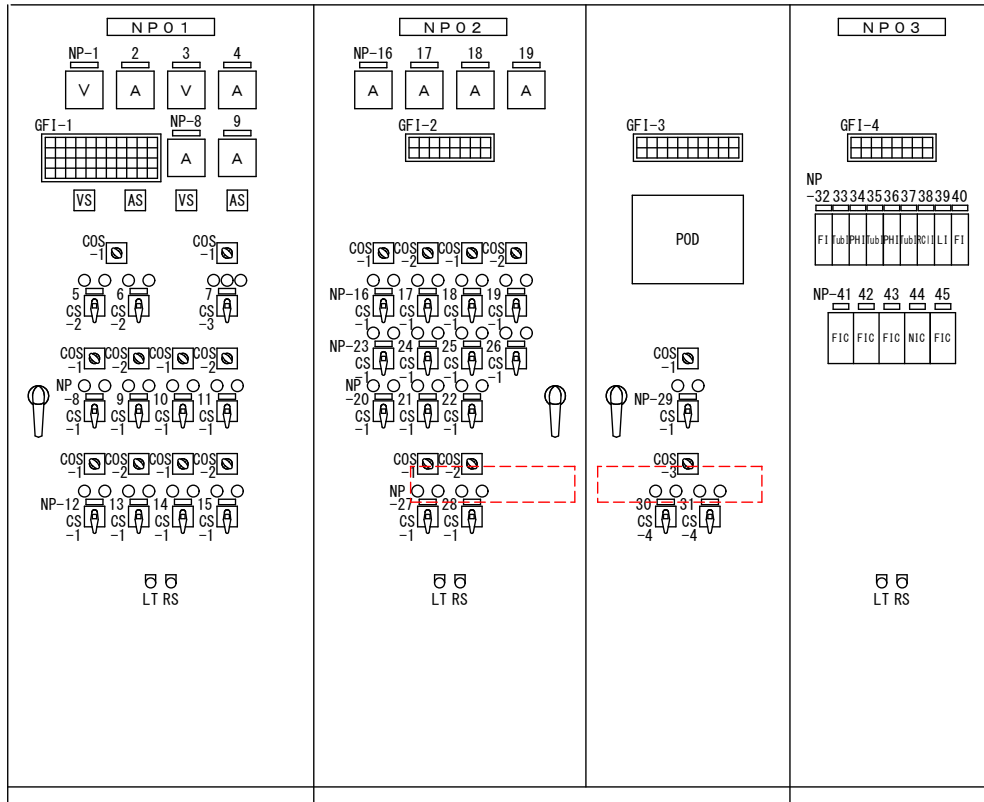 NP01
NP02
NP03
NP-1 2 3 4
V A V A
GFI-1
NP-8 9
A A
VS AS VS AS
COS -1 COS -1
5 6 7
CS -2 CS -2 CS -3
COS -1 COS -2 COS -1 COS -2
NP -8 9 10 11
CS -1 CS -1 CS -1 CS -1
COS -1 COS -2 COS -1 COS -2
NP-12 13 14 15
CS -1 CS -1 CS -1 CS -1
LT RS
NP-16 17 18 19
A A A A
GFI-2
COS -1 COS -2 COS -1 COS -2
NP-16 17 18 19
CS -1 CS -1 CS -1 CS -1
NP-23 24 25 26
CS -1 CS -1 CS -1 CS -1
NP -20 21 22
CS -1 CS -1 CS -1
COS -1 COS -2
NP -27 28
CS -1 CS -1
LT RS
GFI-3
POD
COS -1
NP-29
CS -1
COS -3
30 31
CS -4 CS -4
GFI-4
NP
-32 33 34 35 36 37 38 39 40
FI TubI PHI TubI PHI TubI RClI LI FI
NP-41 42 43 44 45
FIC FIC FIC NIC FIC
LT RS